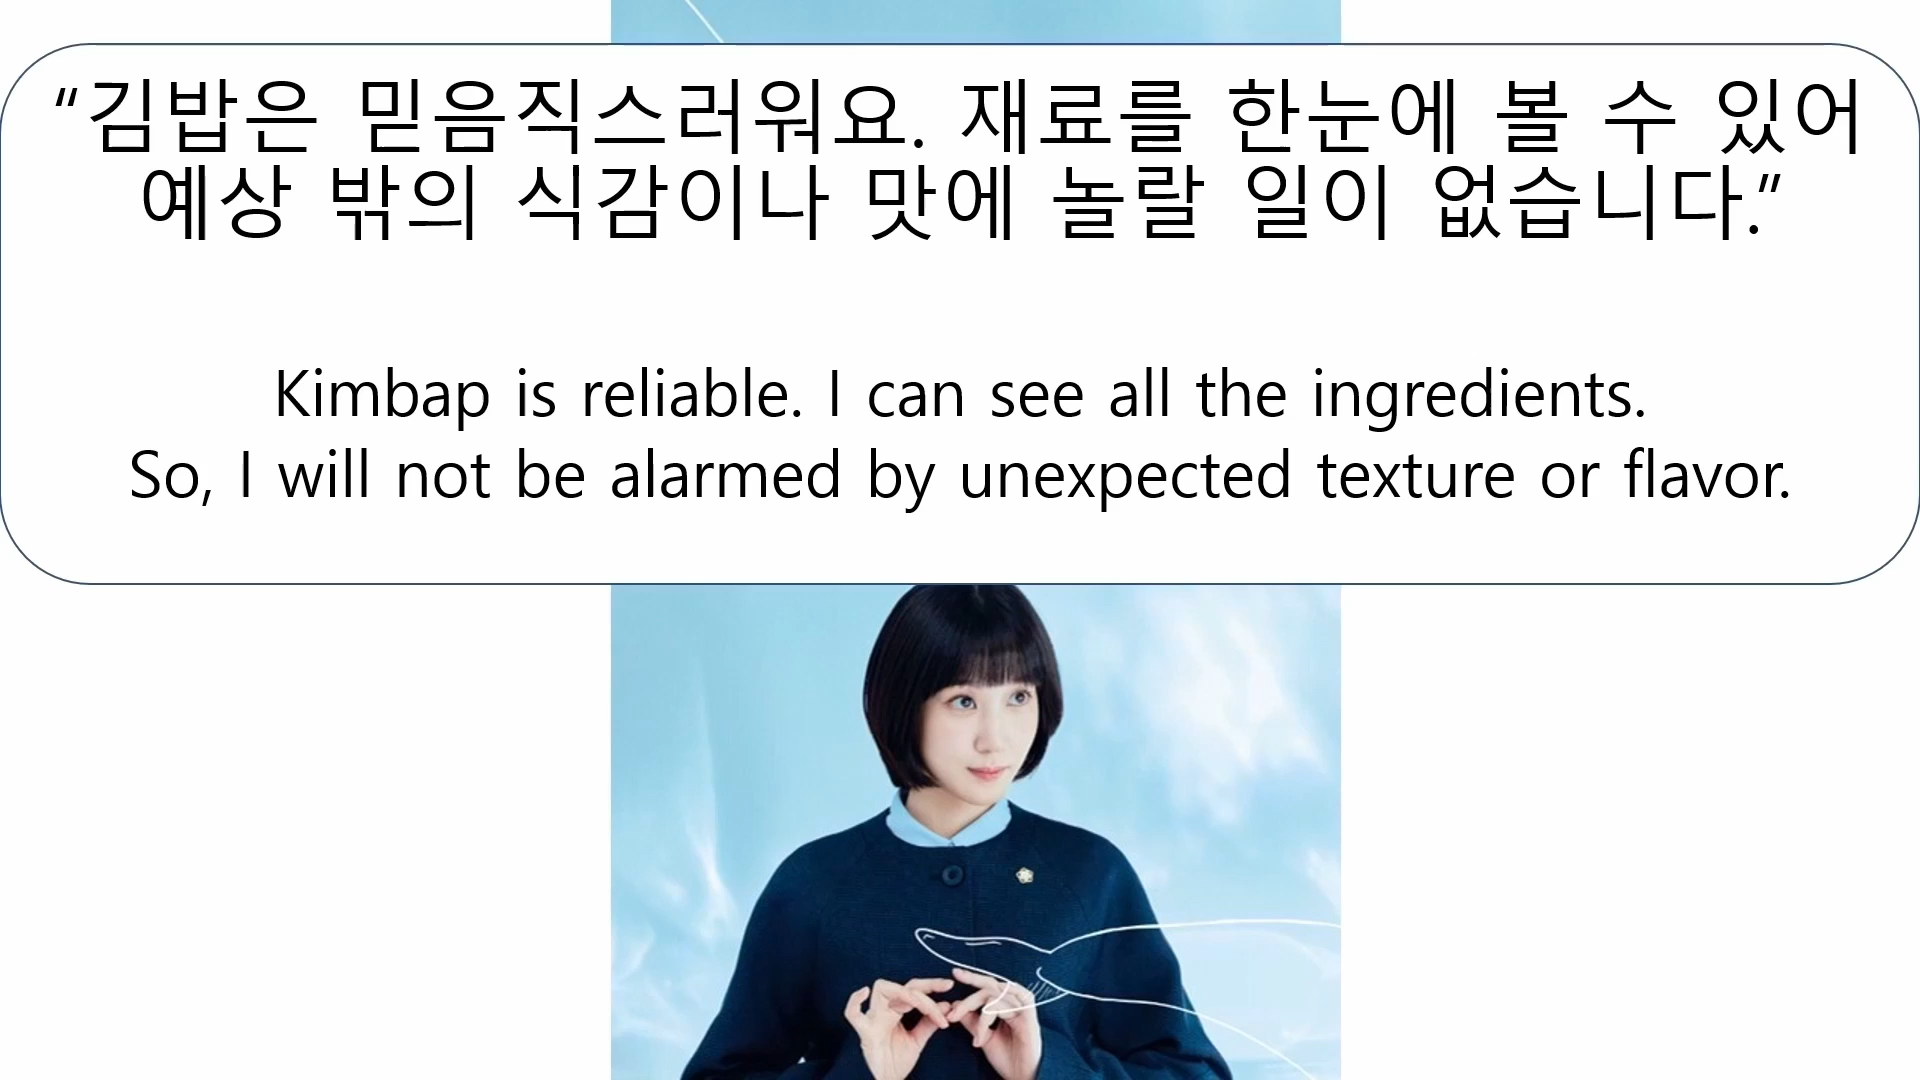 “김밥은 믿음직스러워요. 재료를 한눈에 볼 수 있어
예상 밖의 식감이나 맛에 놀랄 일이 없습니다.”
Kimbap is reliable. I can see all the ingredients.
So, I will not be alarmed by unexpected texture or flavor.